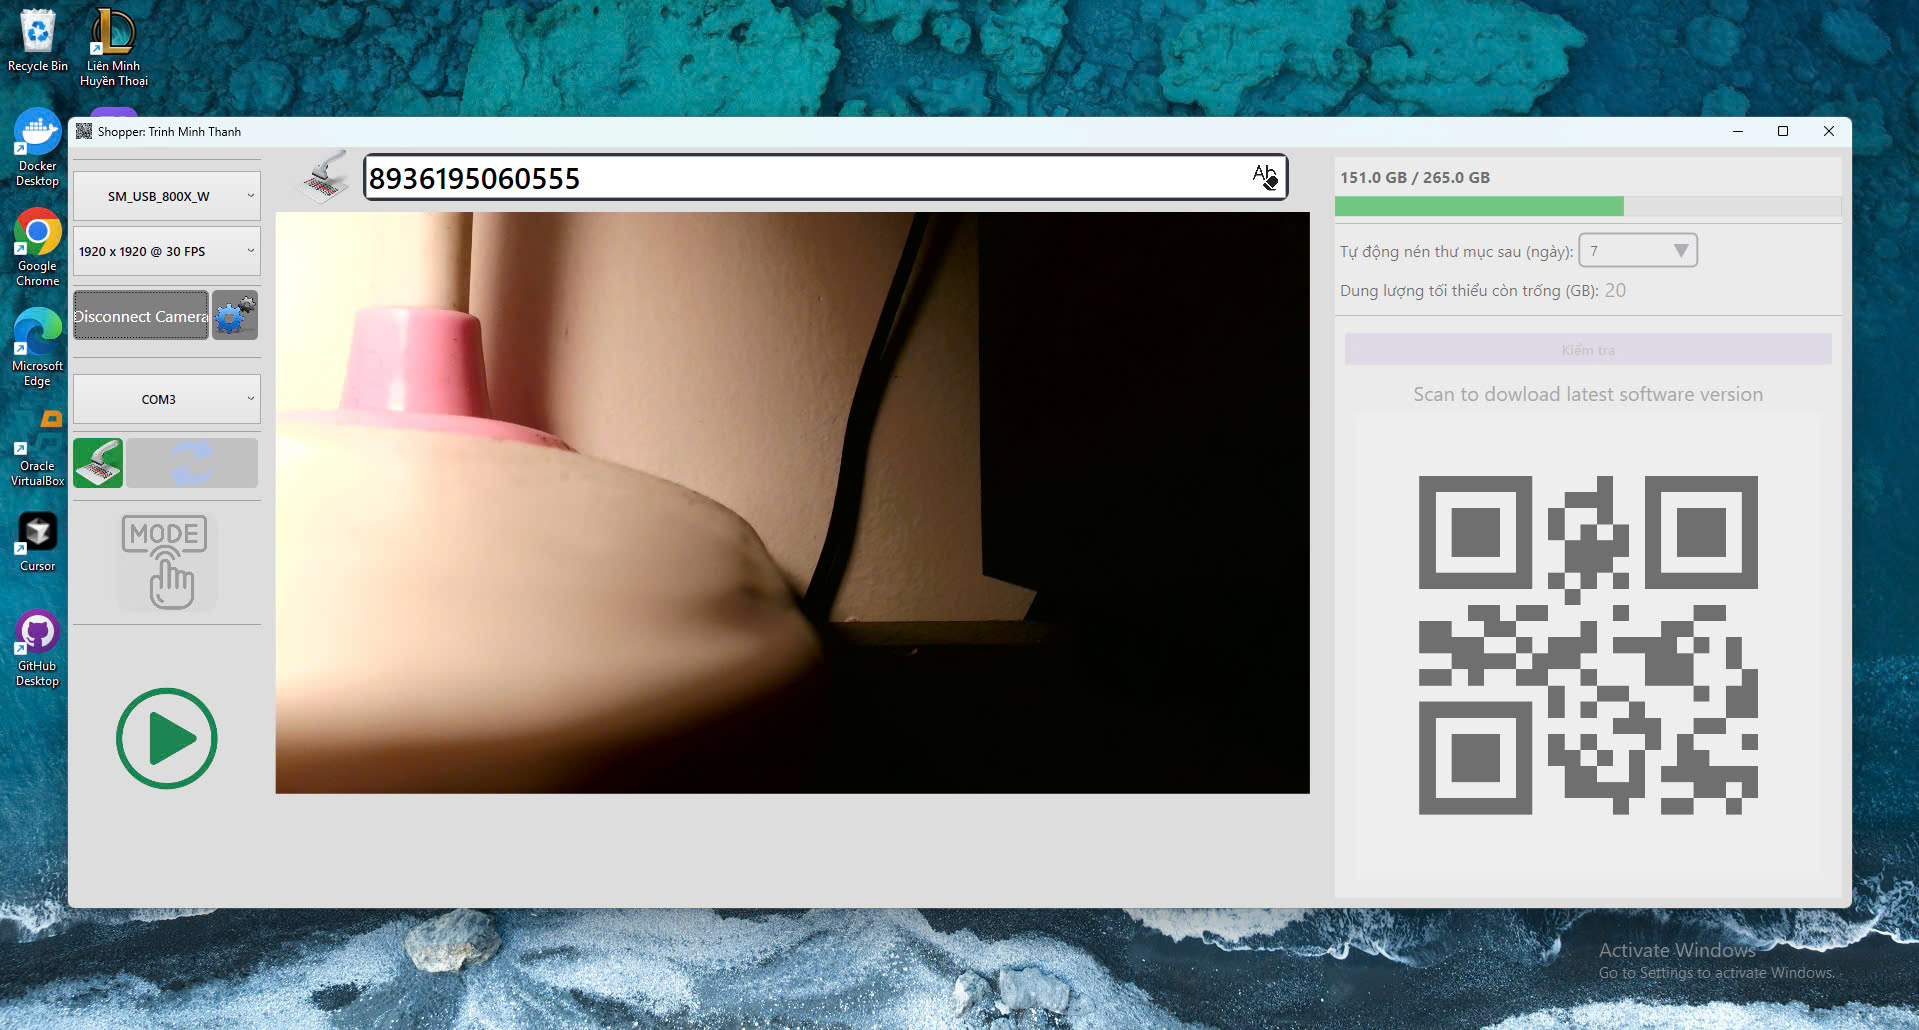 Recycle Bin
Liên Minh
Huyền Thoại
Docker
Desktop
Google
Chrome
Microsoft
Edge
Oracle
VirtualBox
Cursor
GitHub
Desktop
Shopper: Trinh Minh Thanh
SM_USB_800X_W
1920 x 1920 @ 30 FPS
Disconnect Camera
COM3
MODE
8936195060555
Ab
151.0 GB / 265.0 GB
Tự động nén thư mục sau (ngày): 7
Dung lượng tối thiểu còn trống (GB): 20
Kiểm tra
Scan to dowload latest software version
Activate Windows
Go to Settings to activate Windows.